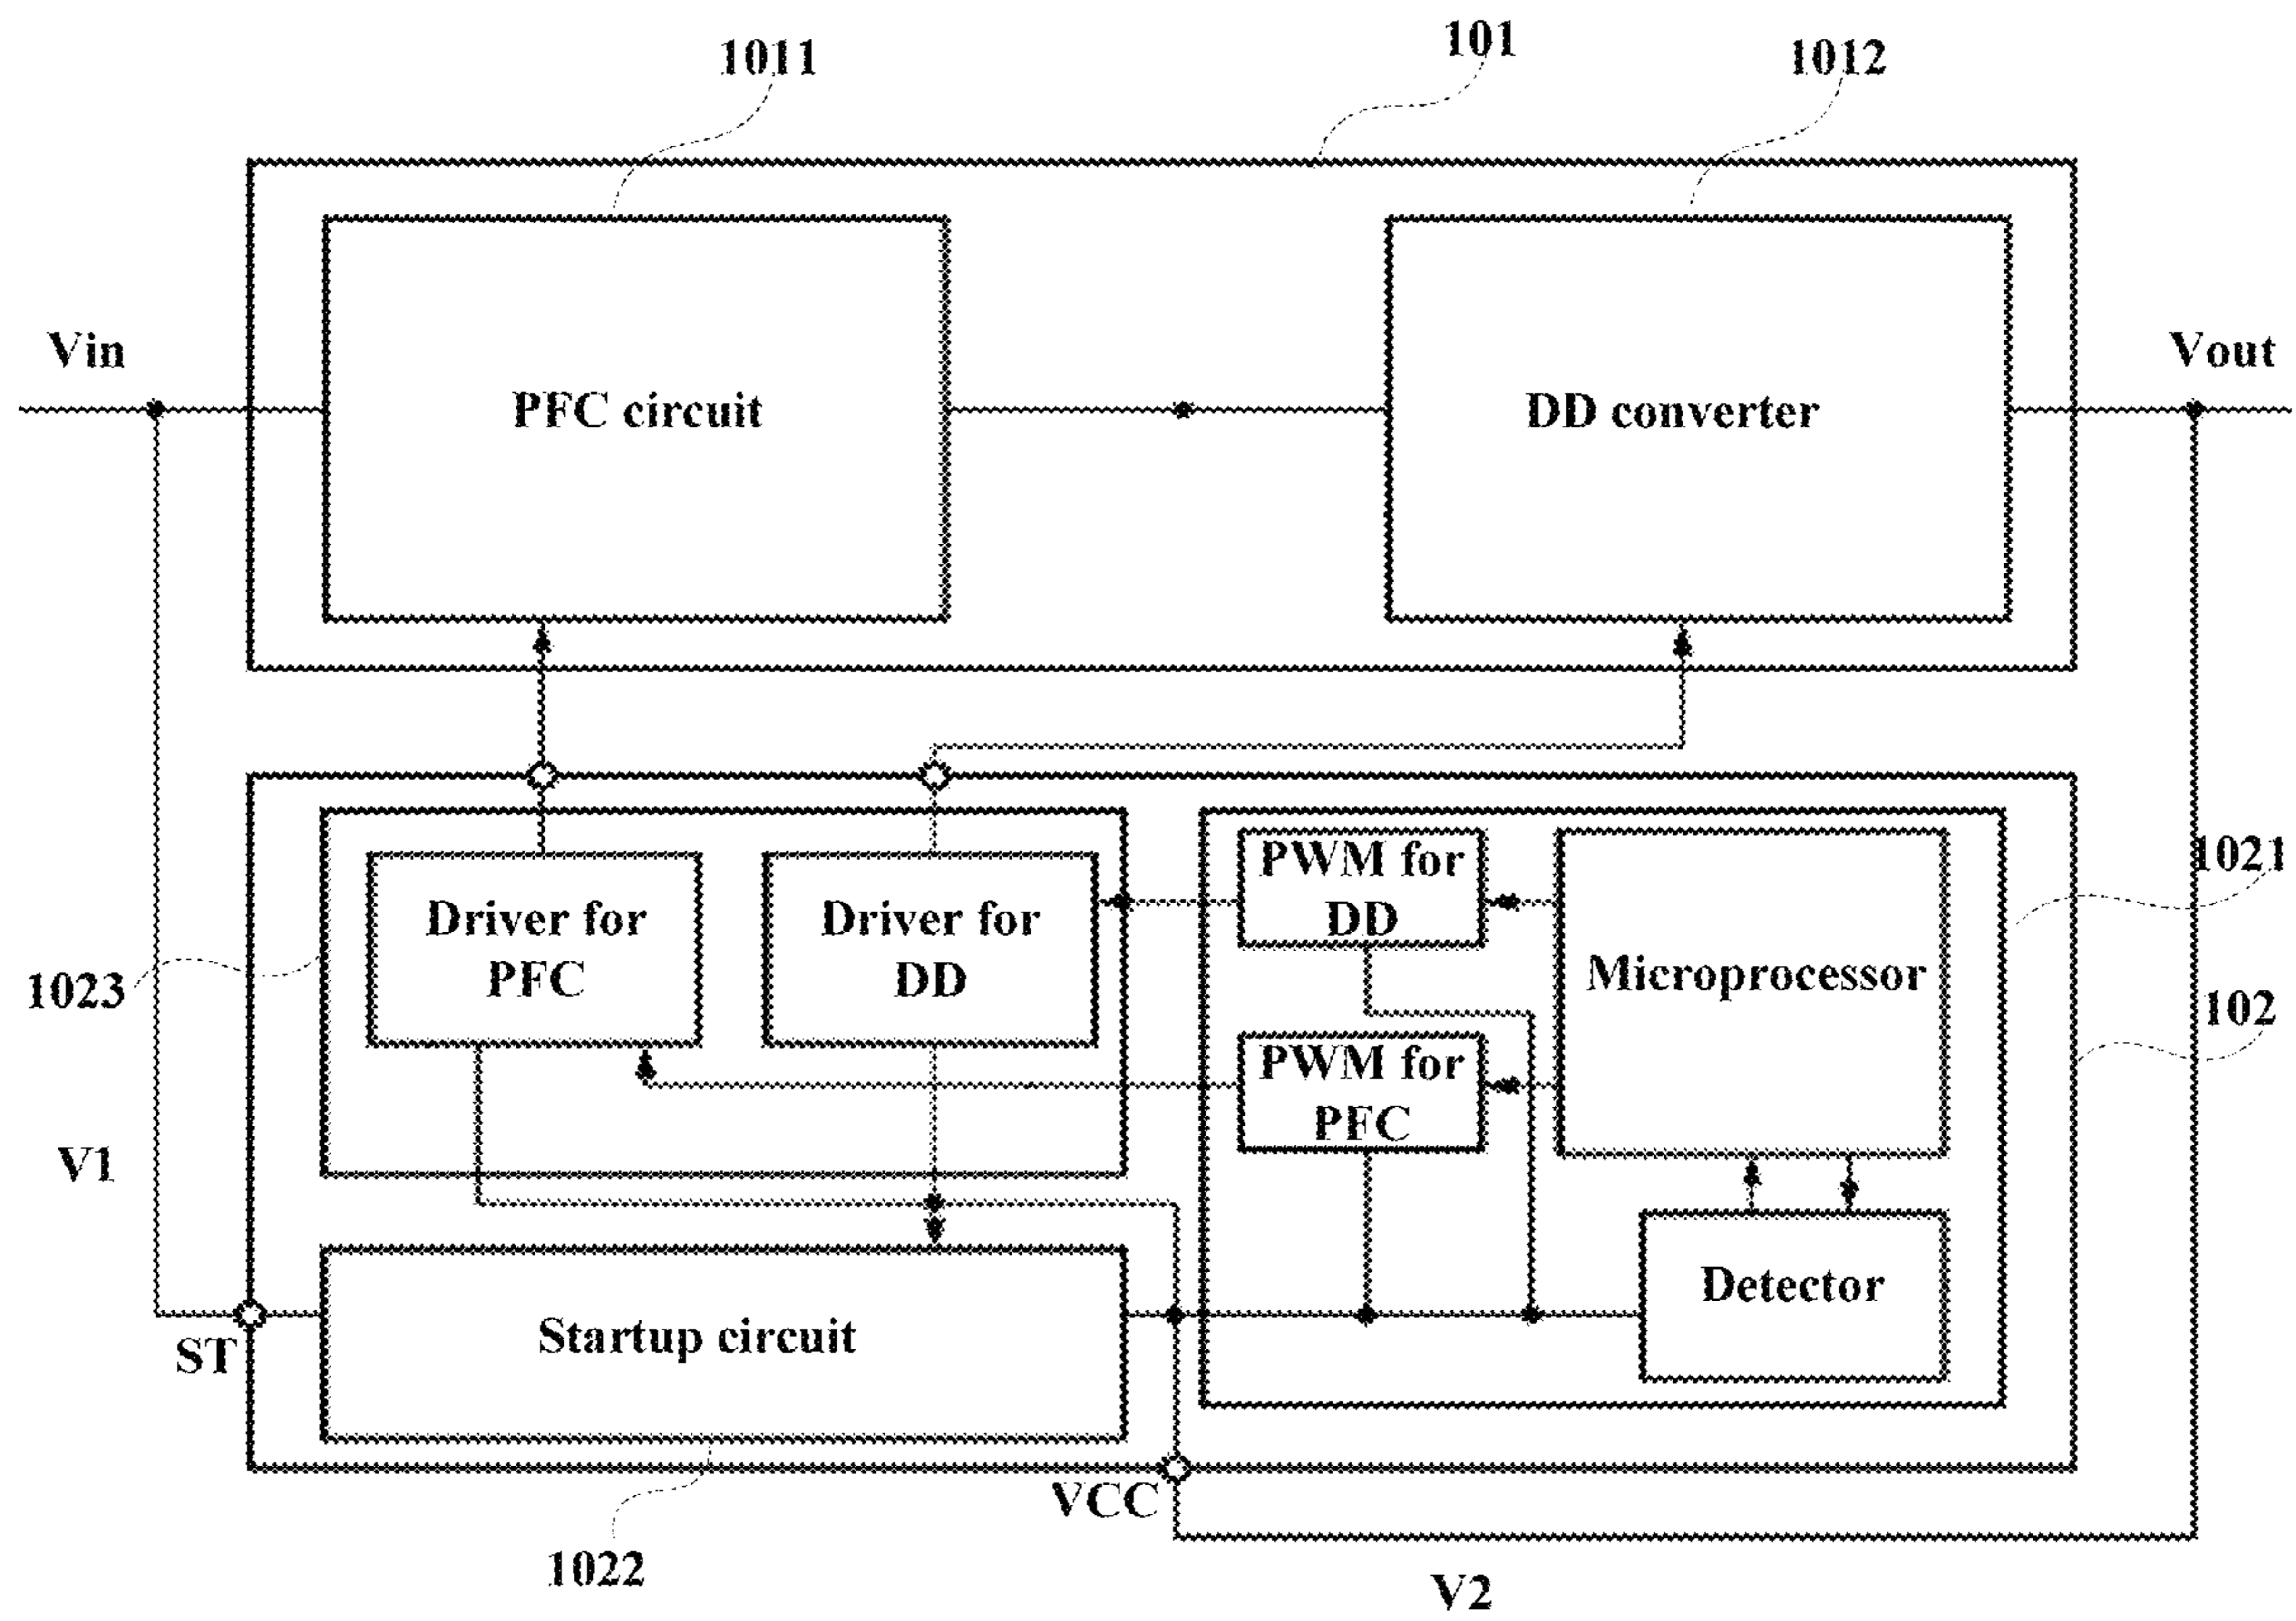 1011
101
1012
Vin
Vout
PFC circuit
DD converter
PWM for
DD
1021
Driver for
PFC
Driver for
DD
Microprocessor
1023
102
PWM for
PFC
V1
Detector
Startup circuit
ST
VCC
1022
V2